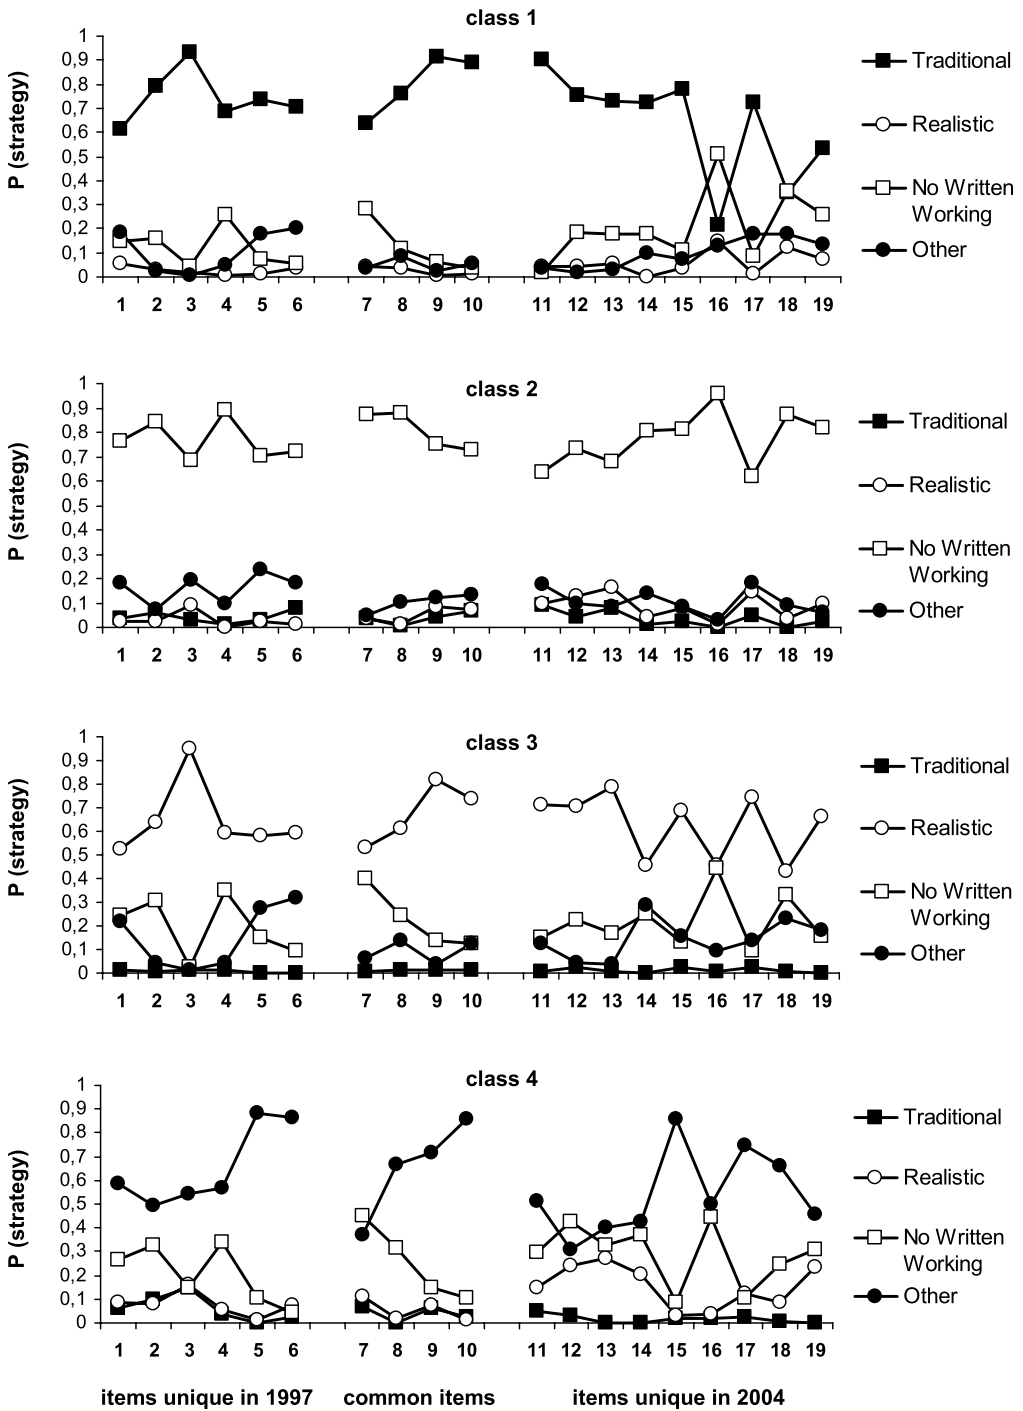 class 1
P (strategy)
1
0,9
0,8
0,7
0,6
0,5
0,4
0,3
0,2
0,1
0
1 2 3 4 5 6 7 8 9 10 11 12 13 14 15 16 17 18 19
Traditional
Realistic
No Written
Working
Other
class 2
P (strategy)
1
0,9
0,8
0,7
0,6
0,5
0,4
0,3
0,2
0,1
0
1 2 3 4 5 6 7 8 9 10 11 12 13 14 15 16 17 18 19
Traditional
Realistic
No Written
Working
Other
class 3
P (strategy)
1
0,9
0,8
0,7
0,6
0,5
0,4
0,3
0,2
0,1
0
1 2 3 4 5 6 7 8 9 10 11 12 13 14 15 16 17 18 19
Traditional
Realistic
No Written
Working
Other
class 4
P (strategy)
1
0,9
0,8
0,7
0,6
0,5
0,4
0,3
0,2
0,1
0
1 2 3 4 5 6 7 8 9 10 11 12 13 14 15 16 17 18 19
Traditional
Realistic
No Written
Working
Other
items unique in 1997 common items items unique in 2004